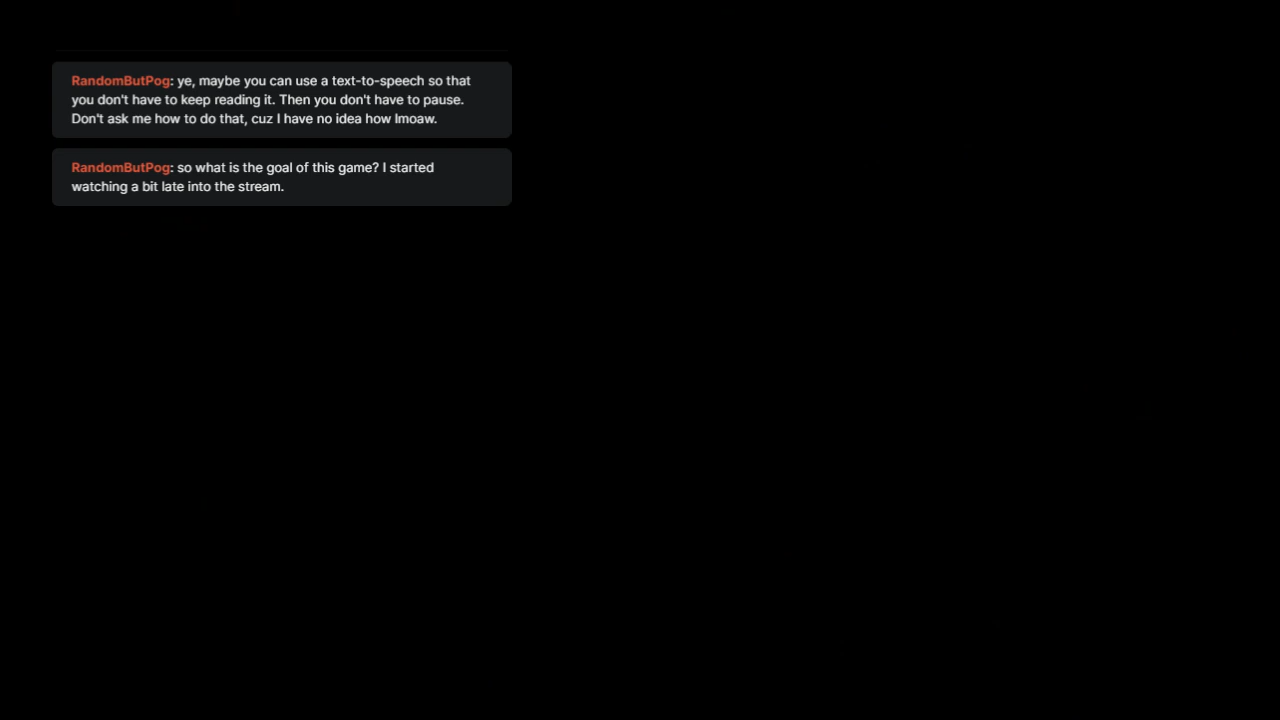 RandomButPog: ye, maybe you can use a text-to-speech so that
you don't have to keep reading it. Then you don't have to pause.
Don't ask me how to do that, cuz I have no idea how lmoaw.
RandomButPog: so what is the goal of this game? I started
watching a bit late into the stream.